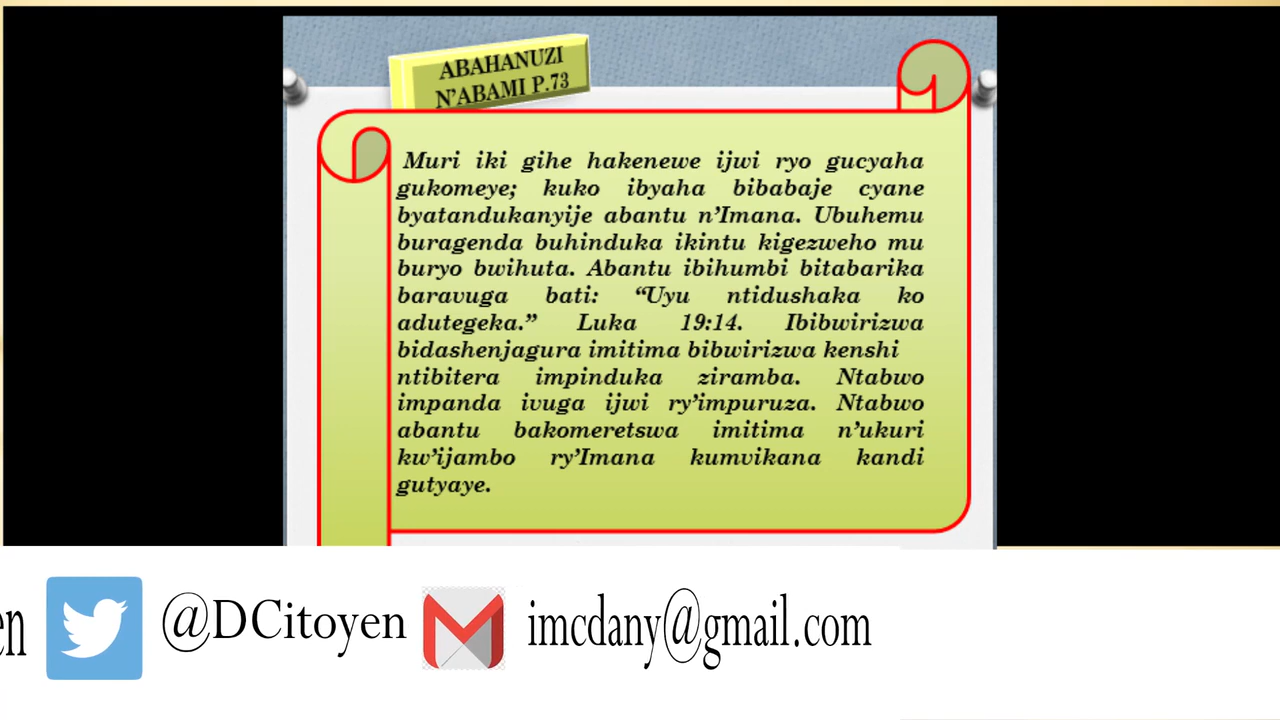 ABAHANUZI
N'ABAMI P.73
Muri iki gihe hakenewe ijwi ryo gucyaha
gukomeye; kuko ibyaha bibabaje cyane
byatandukanyije abantu n'Imana. Ubuhemu
buragenda buhinduka ikintu kigezweho mu
buryo bwihuta. Abantu ibihumbi bitabarika
baravuga bati: “Uyu ntidushaka ko
adutegeka.” Luka 19:14. Ibibwirizwa
bidashenjagura imitima bibwirizwa kenshi
ntibitera impinduka ziramba. Ntabwo
impanda ivuga ijwi ry'impuruza. Ntabwo
abantu bakomeretswa imitima n'ukuri
kw'ijambo ry'Imana kumvikana kandi
gutyaye.
en @DCitoyen imcdany@gmail.com